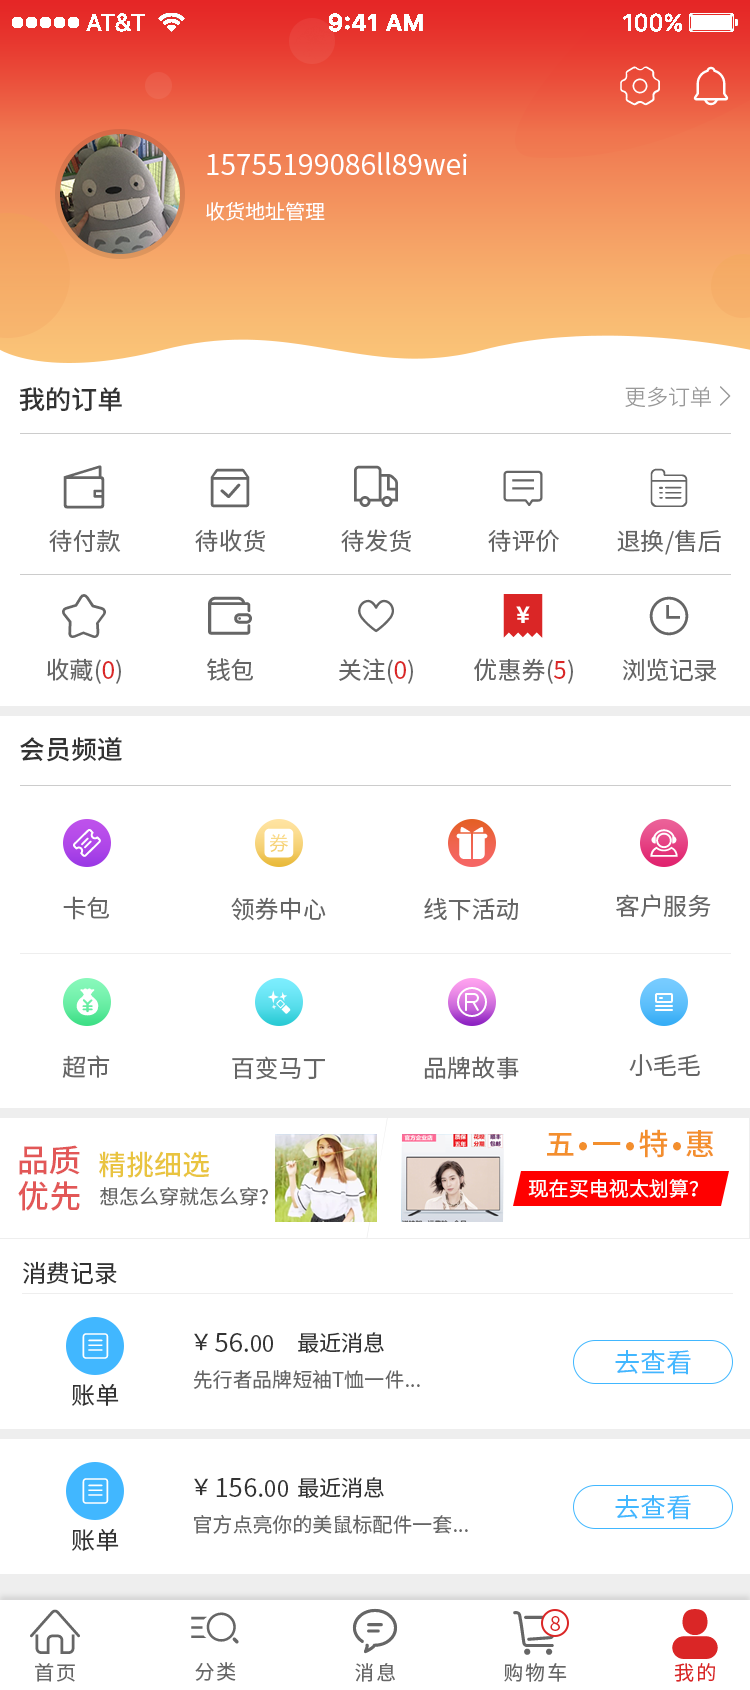 AT&T 9:41 AM 100%
15755199086ll89wei
收货地址管理
我的订单 更多订单
待付款 待收货 待发货 待评价 退换/售后
¥
收藏(0) 钱包 关注(0) 优惠券(5) 浏览记录
会员频道
券
卡包 领券中心 线下活动 客户服务
¥ R
超市 百变马丁 品牌故事 小毛毛
品质 精挑细选 五•一•特•惠
优先 想怎么穿就怎么穿? 现在买电视太划算?
消费记录
¥ 56.00 最近消息
去查看
先行者品牌短袖T恤一件...
账单
¥ 156.00 最近消息
去查看
官方点亮你的美鼠标配件一套...
账单
8
首页 分类 消息 购物车 我的